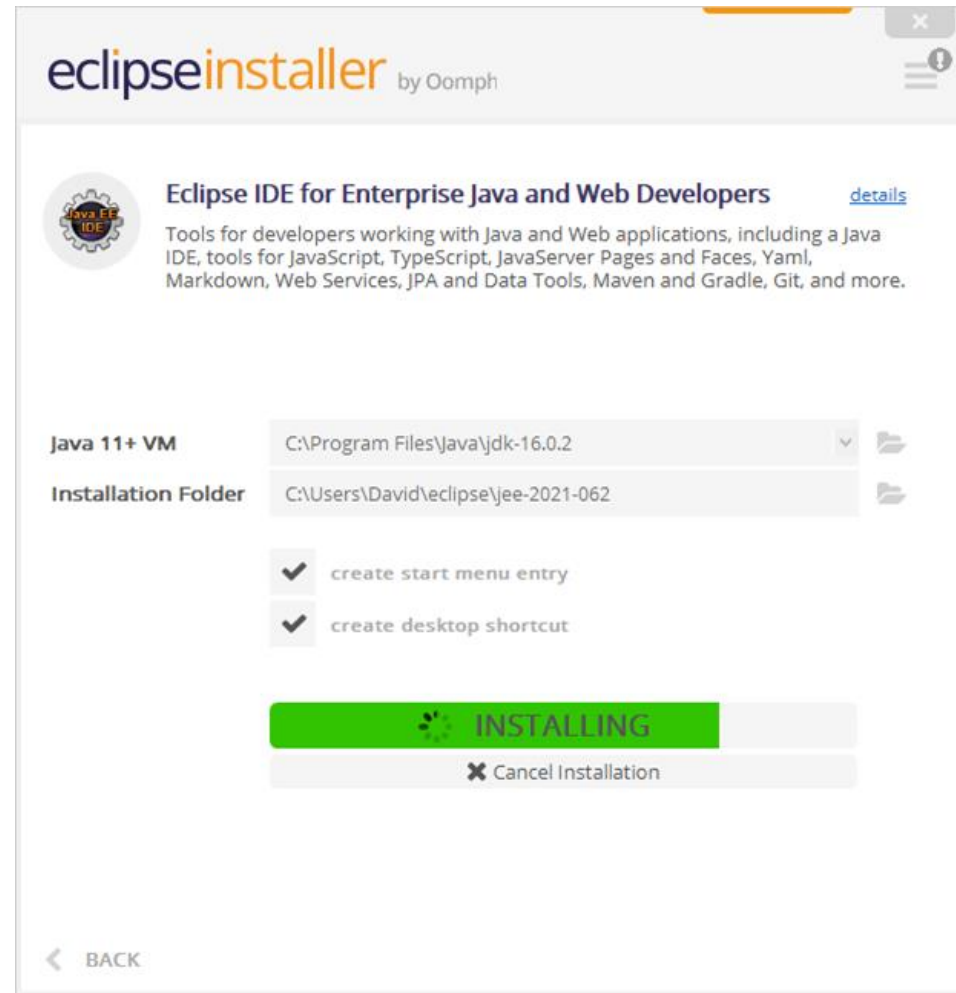 eclipseinstaller by Oomph
Java EE
IDE
Eclipse IDE for Enterprise Java and Web Developers
details
Tools for developers working with Java and Web applications, including a Java
IDE, tools for JavaScript, TypeScript, JavaServer Pages and Faces, Yaml,
Markdown, Web Services, JPA and Data Tools, Maven and Gradle, Git, and more.
Java 11+ VM
C:\Program Files\Java\jdk-16.0.2
Installation Folder
C:\Users\David\eclipse\jee-2021-062
create start menu entry
create desktop shortcut
INSTALLING
Cancel Installation
BACK